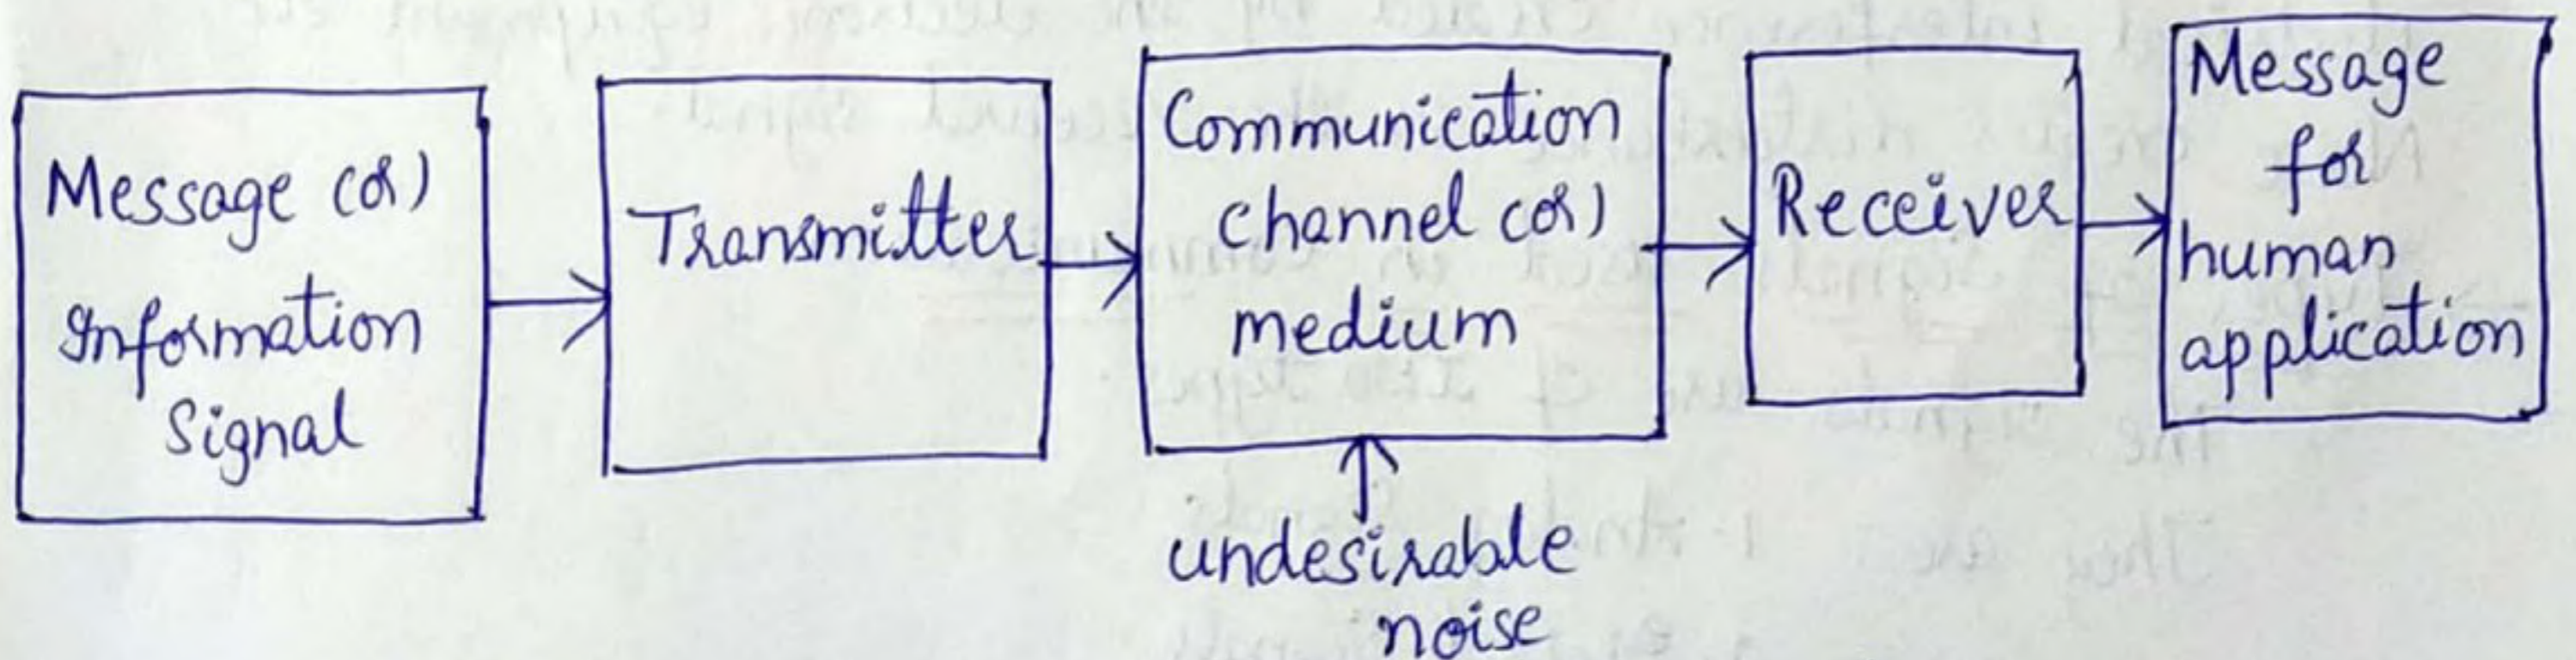 Message (or)
Information
Signal
Transmitter
Communication
channel (or)
medium
Receiver
Message
for
human
application
undesirable
noise